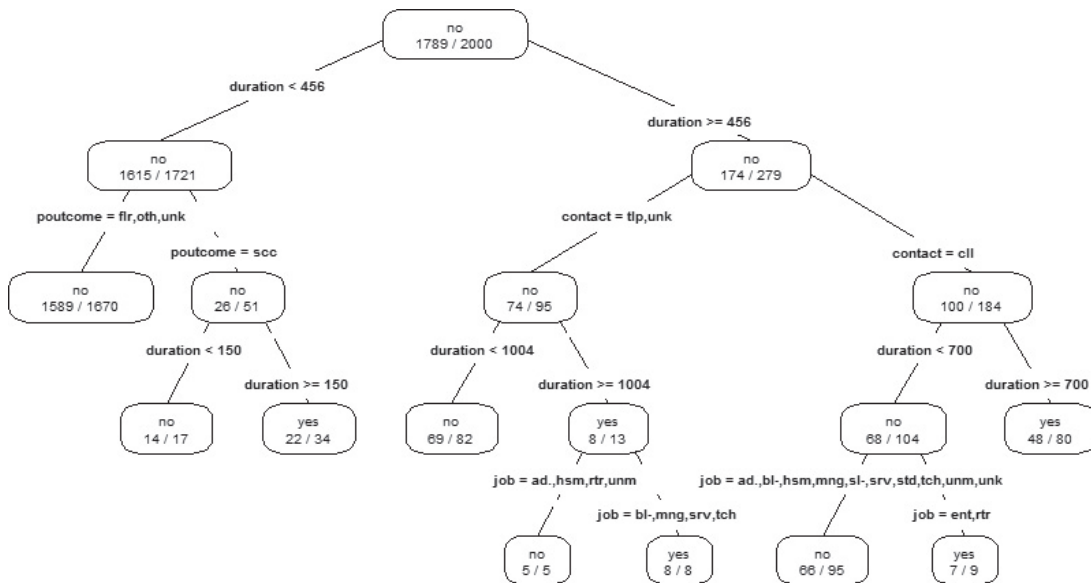 no
1789 / 2000
duration < 456
duration >= 456
no
1615 / 1721
no
174 / 279
poutcome = flr,oth,unk
contact = tlp,unk
poutcome = scc
contact = cll
no
1589 / 1670
no
26 / 51
no
74 / 95
no
100 / 184
duration < 150
duration < 1004
duration < 700
duration >= 150
duration >= 1004
duration >= 700
no
14 / 17
yes
22 / 34
no
69 / 82
yes
8 / 13
no
68 / 104
yes
48 / 80
job = ad.,hsm,rtr,unm
job = ad.,bl-,hsm,mng,sl-,srv,std,tch,unm,unk
job = bl-,mng,srv,tch
job = ent,rtr
no
5 / 5
yes
8 / 8
no
66 / 95
yes
7 / 9